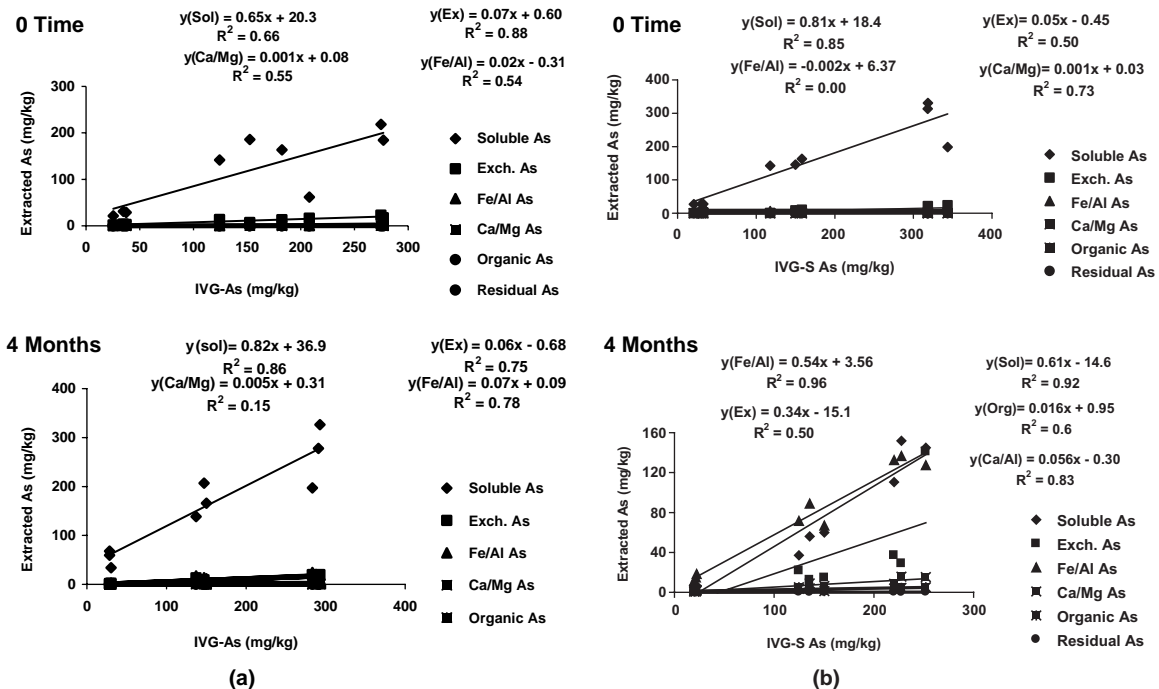 0 Time
y(Sol) = 0.65x + 20.3
R² = 0.66
y(Ex) = 0.07x + 0.60
R² = 0.88
y(Ca/Mg) = 0.001x + 0.08
R² = 0.55
y(Fe/Al) = 0.02x - 0.31
R² = 0.54
Extracted As (mg/kg)
300
200
100
0
0 50 100 150 200 250 300
IVG-As (mg/kg)
Soluble As
Exch. As
Fe/Al As
Ca/Mg As
Organic As
Residual As
0 Time
y(Sol) = 0.81x + 18.4
R² = 0.85
y(Ex)= 0.05x - 0.45
R² = 0.50
y(Fe/Al) = -0.002x + 6.37
R² = 0.00
y(Ca/Mg)= 0.001x + 0.03
R² = 0.73
Extracted As (mg/kg)
400
300
200
100
0
0 100 200 300 400
IVG-S As (mg/kg)
Soluble As
Exch. As
Fe/Al As
Ca/Mg As
Organic As
Residual As
4 Months
y(sol)= 0.82x + 36.9
R² = 0.86
y(Ex)= 0.06x - 0.68
R² = 0.75
y(Ca/Mg) = 0.005x + 0.31
R² = 0.15
y(Fe/Al) = 0.07x + 0.09
R² = 0.78
Extracted As (mg/kg)
400
300
200
100
0
0 100 200 300 400
IVG-As (mg/kg)
Soluble As
Exch. As
Fe/Al As
Ca/Mg As
Organic As
(a)
4 Months
y(Fe/Al) = 0.54x + 3.56
R² = 0.96
y(Sol)= 0.61x - 14.6
R² = 0.92
y(Ex) = 0.34x - 15.1
R² = 0.50
y(Org)= 0.016x + 0.95
R² = 0.6
y(Ca/Al) = 0.056x - 0.30
R² = 0.83
Extracted As (mg/kg)
160
120
80
40
0
0 100 200 300
IVG-S As (mg/kg)
Soluble As
Exch. As
Fe/Al As
Ca/Mg As
Organic As
Residual As
(b)